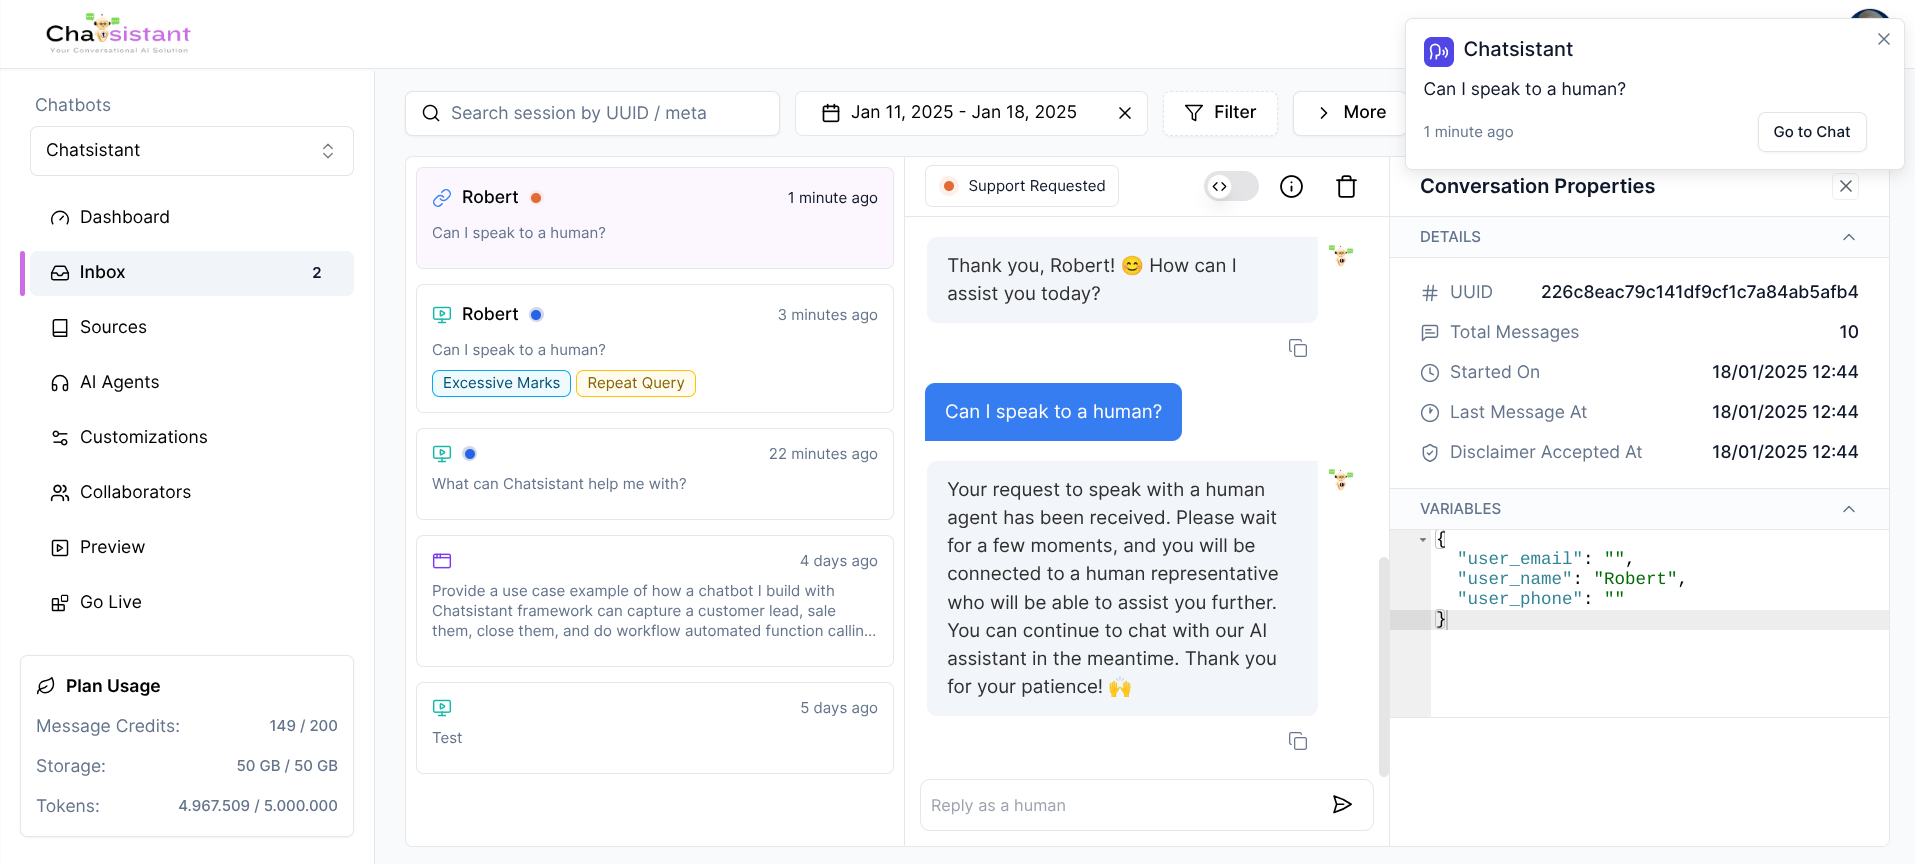 Chatsistant
Your Conversational AI Solution
Chatbots
Chatsistant
Dashboard
Inbox 2
Sources
AI Agents
Customizations
Collaborators
Preview
Go Live
Plan Usage
Message Credits: 149 / 200
Storage: 50 GB / 50 GB
Tokens: 4.967.509 / 5.000.000
Search session by UUID / meta
Jan 11, 2025 - Jan 18, 2025
Filter
More
Robert 1 minute ago
Can I speak to a human?
Robert 3 minutes ago
Can I speak to a human?
Excessive Marks Repeat Query
22 minutes ago
What can Chatsistant help me with?
4 days ago
Provide a use case example of how a chatbot I build with
Chatsistant framework can capture a customer lead, sale
them, close them, and do workflow automated function callin...
5 days ago
Test
Support Requested
Thank you, Robert! 😊 How can I
assist you today?
Can I speak to a human?
Your request to speak with a human
agent has been received. Please wait
for a few moments, and you will be
connected to a human representative
who will be able to assist you further.
You can continue to chat with our AI
assistant in the meantime. Thank you
for your patience! 🙌
Reply as a human
Chatsistant
Can I speak to a human?
1 minute ago
Go to Chat
Conversation Properties
DETAILS
UUID 226c8eac79c141df9cf1c7a84ab5afb4
Total Messages 10
Started On 18/01/2025 12:44
Last Message At 18/01/2025 12:44
Disclaimer Accepted At 18/01/2025 12:44
VARIABLES
{
"user_email": "",
"user_name": "Robert",
"user_phone": ""
}